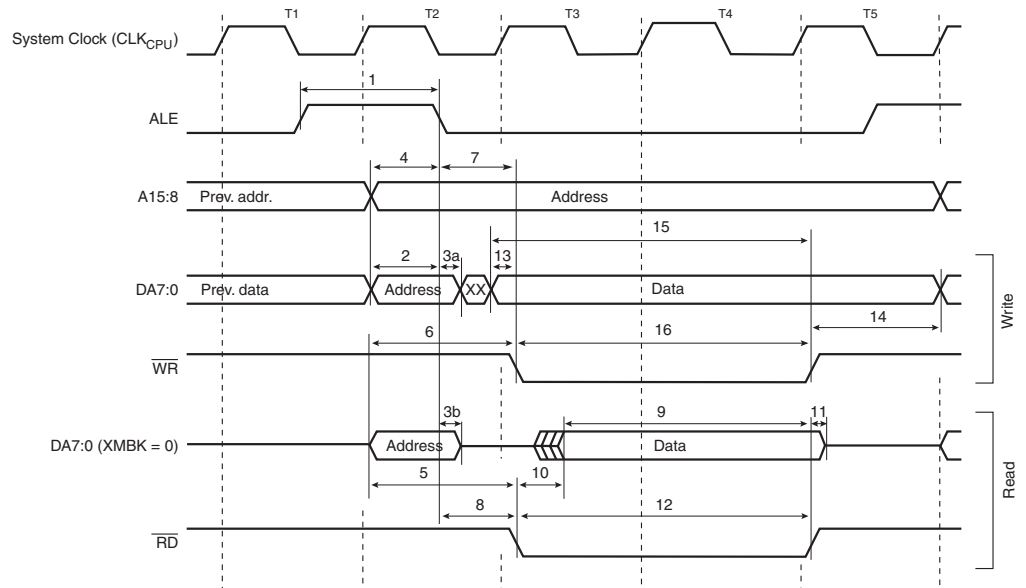 T1 T2 T3 T4 T5
System Clock (CLKCPU)
1
ALE
4 7
A15:8 Prev. addr. Address
15
2 3a 13
DA7:0 Prev. data Address XX Data
14
6 16
WR
Write
3b 9 11
DA7:0 (XMBK = 0) Address Data
5 10
8 12
RD
Read